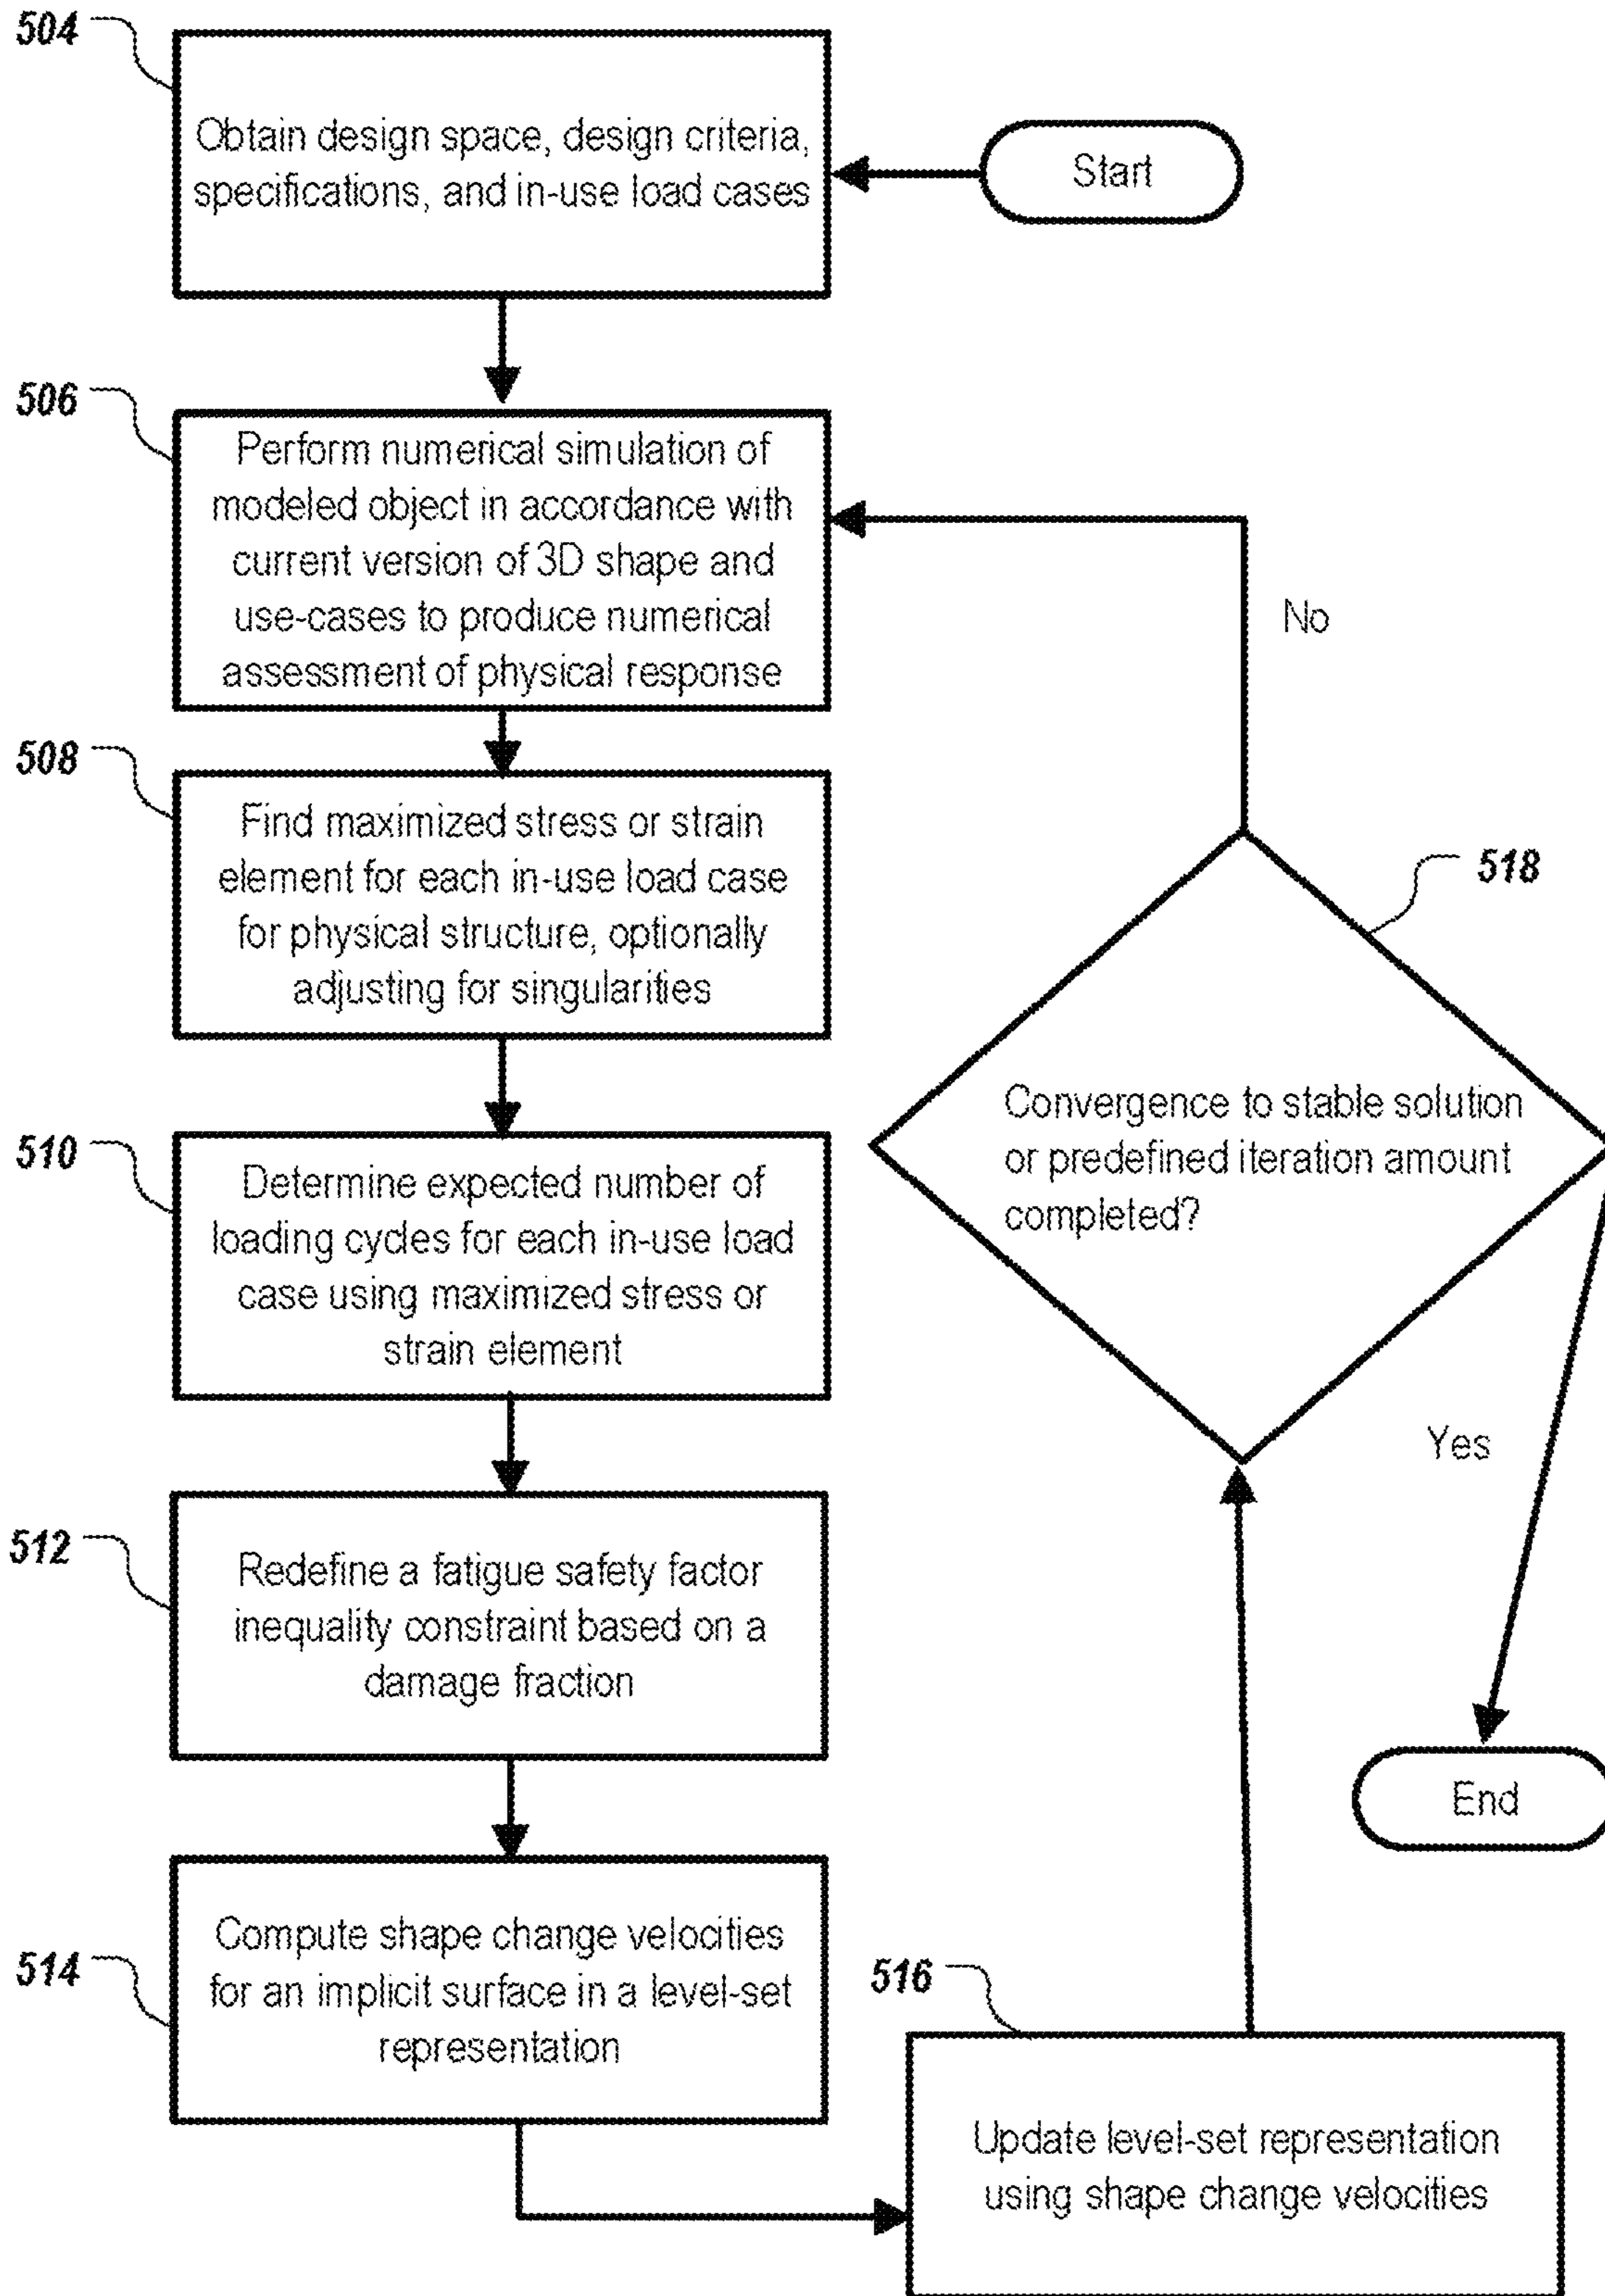 504
Obtain design space, design criteria,
specifications, and in-use load cases
Start
506
Perform numerical simulation of
modeled object in accordance with
current version of 3D shape and
use-cases to produce numerical
assessment of physical response
No
508
Find maximized stress or strain
element for each in-use load case
for physical structure, optionally
adjusting for singularities
518
Convergence to stable solution
or predefined iteration amount
completed?
510
Determine expected number of
loading cycles for each in-use load
case using maximized stress or
strain element
Yes
512
Redefine a fatigue safety factor
inequality constraint based on a
damage fraction
End
514
Compute shape change velocities
for an implicit surface in a level-set
representation
516
Update level-set representation
using shape change velocities